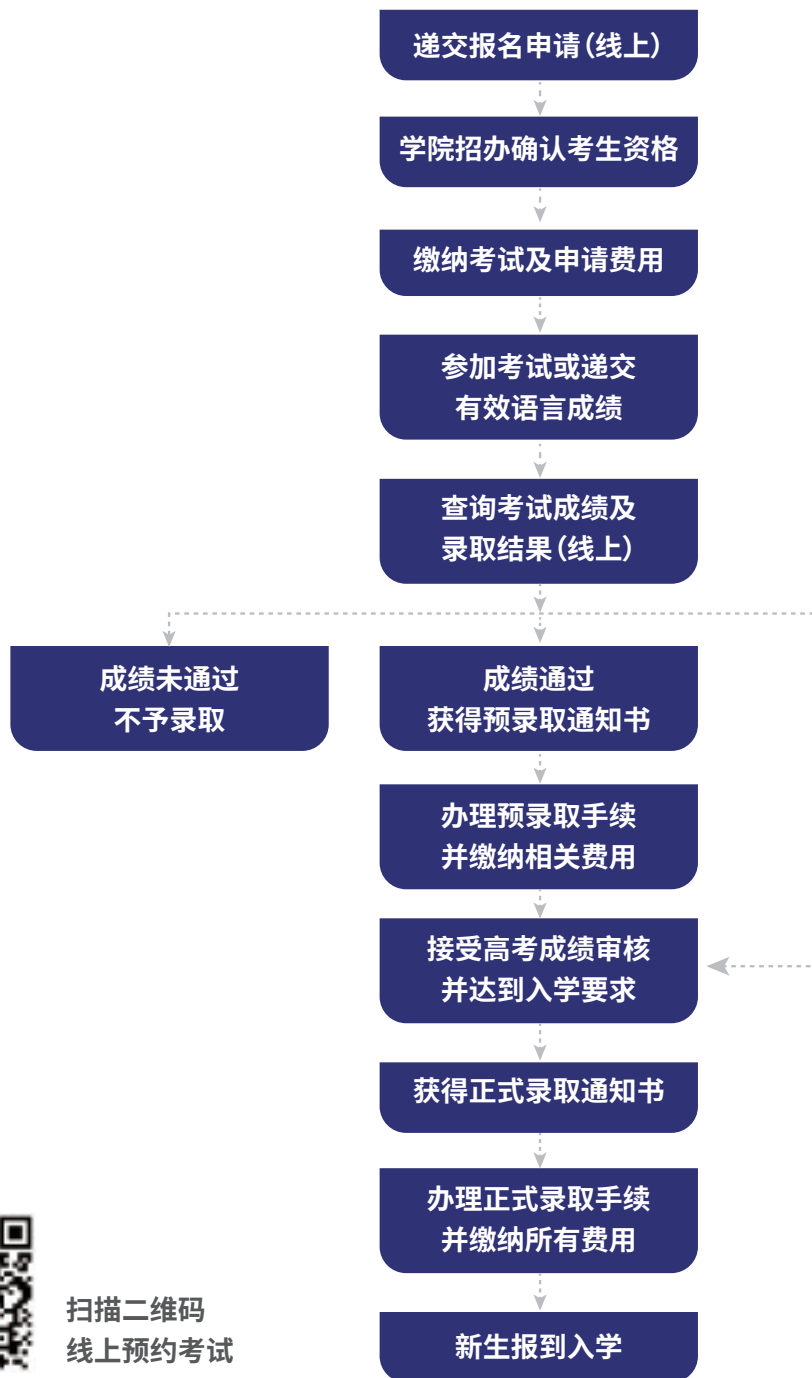 递交报名申请(线上)
学院招办确认考生资格
缴纳考试及申请费用
参加考试或递交
有效语言成绩
查询考试成绩及
录取结果(线上)
成绩未通过
不予录取
成绩通过
获得预录取通知书
办理预录取手续
并缴纳相关费用
接受高考成绩审核
并达到入学要求
获得正式录取通知书
办理正式录取手续
并缴纳所有费用
扫描二维码
线上预约考试
新生报到入学